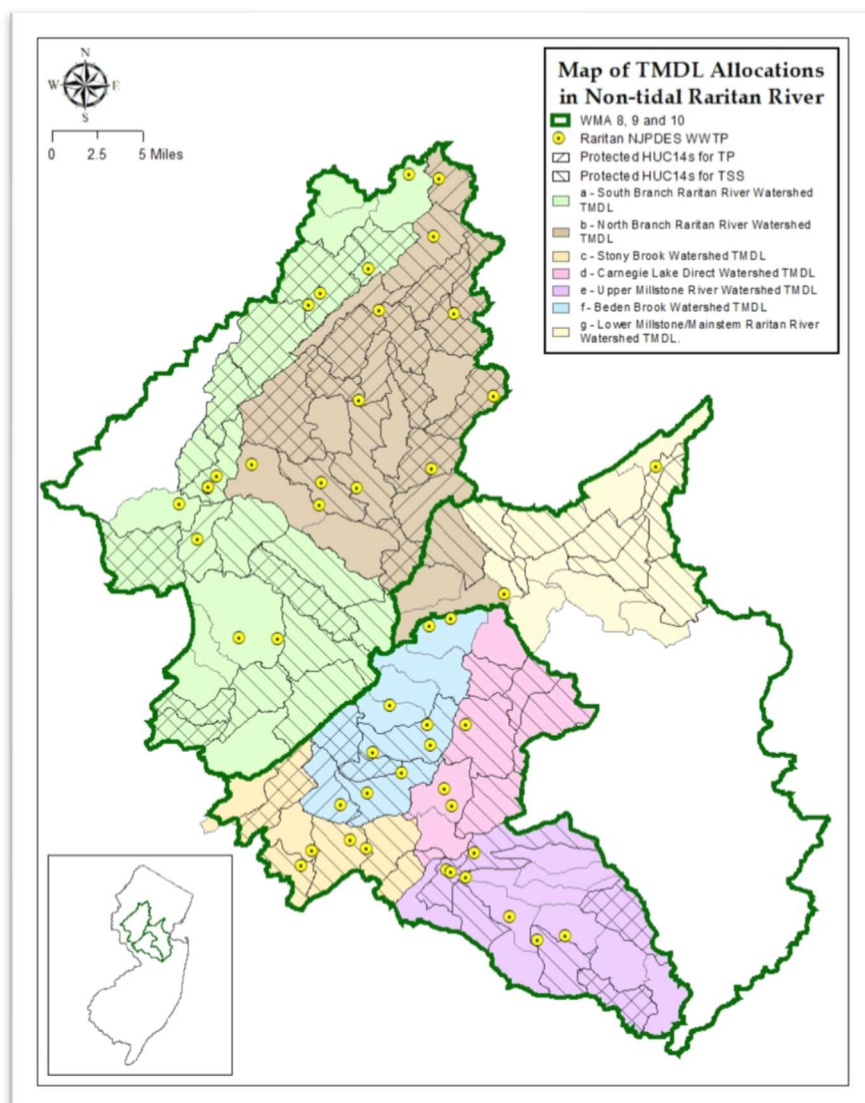 N
W E
S
0 2.5 5 Miles
Map of TMDL Allocations
in Non-tidal Raritan River
WMA 8, 9 and 10
Raritan NJPDES WWTP
Protected HUC14s for TP
Protected HUC14s for TSS
a - South Branch Raritan River Watershed
TMDL
b - North Branch Raritan River Watershed
TMDL
c - Stony Brook Watershed TMDL
d - Carnegie Lake Direct Watershed TMDL
e - Upper Millstone River Watershed TMDL
f - Beden Brook Watershed TMDL
g - Lower Millstone/Mainstem Raritan River
Watershed TMDL.